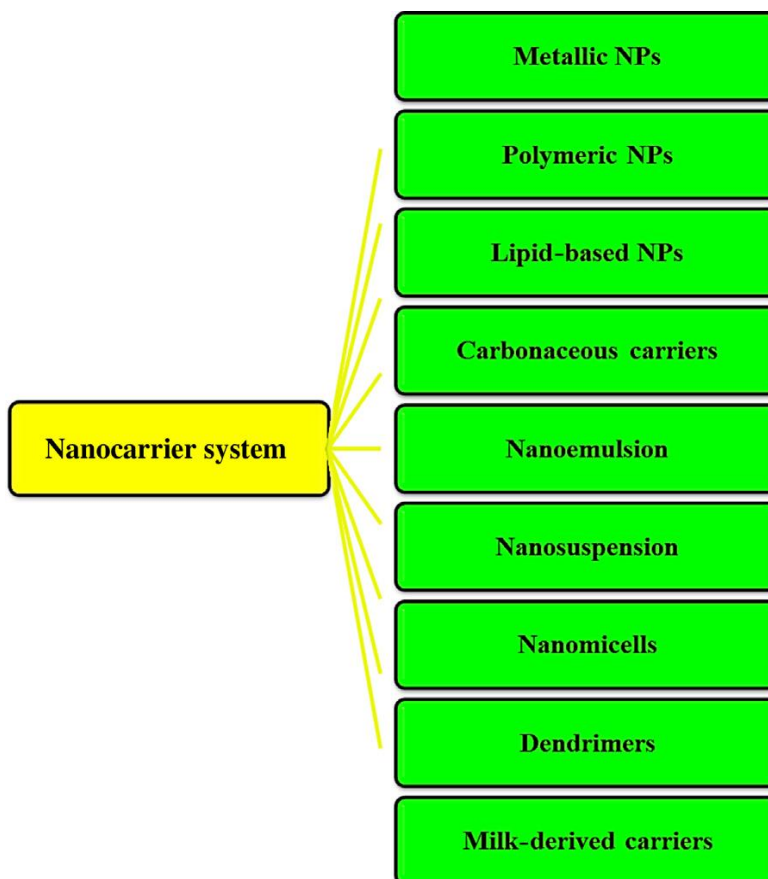 Metallic NPs
Polymeric NPs
Lipid-based NPs
Carbonaceous carriers
Nanocarrier system
Nanoemulsion
Nanosuspension
Nanomicells
Dendrimers
Milk-derived carriers